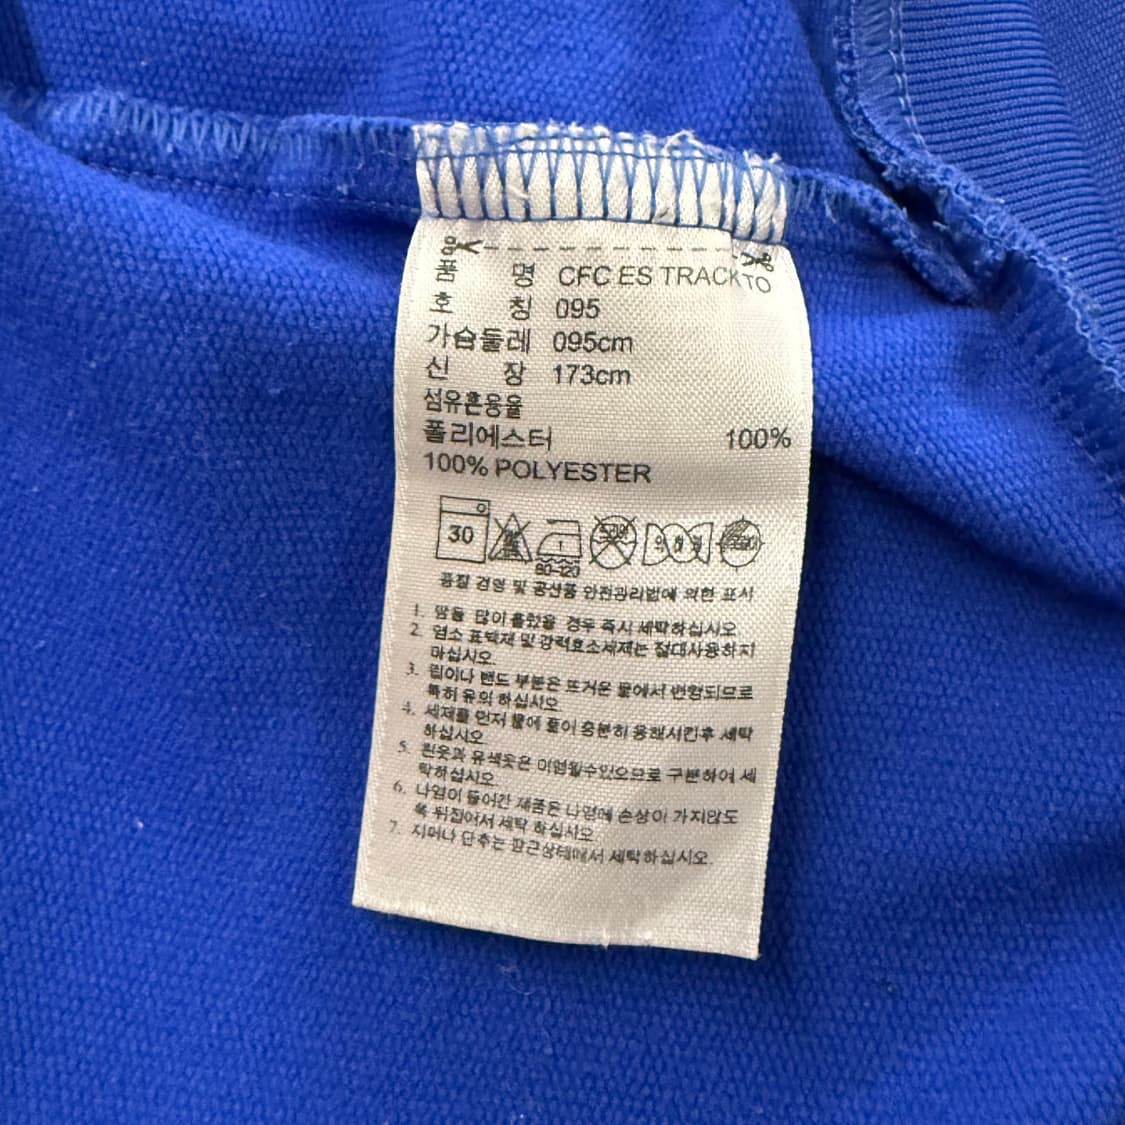 품 명 CFC ES TRACKTO
호 칭 095
가슴둘레 095cm
신 장 173cm
섬유혼용율
폴리에스터 100%
100% POLYESTER
30
80-120
품질 경영 및 공산품 안전관리법에 의한 표시
1. 땀을 많이 흘렸을 경우 즉시 세탁하십시오
2. 염소 표백제 및 강력효소세제는 절대사용하지
마십시오.
3. 립이나 밴드 부분은 뜨거운 물에서 변형되므로
특히 유의 하십시오
4. 세제를 먼저 물에 풀어 충분히 용해시킨후 세탁
하십시오
5. 흰옷과 유색옷은 이염될수있으므로 구분하여 세
탁하십시오.
6. 나염이 들어간 제품은 나염에 손상이 가지않도
록 뒤집어서 세탁 하십시오
7. 지퍼나 단추는 잠근상태에서 세탁하십시오.